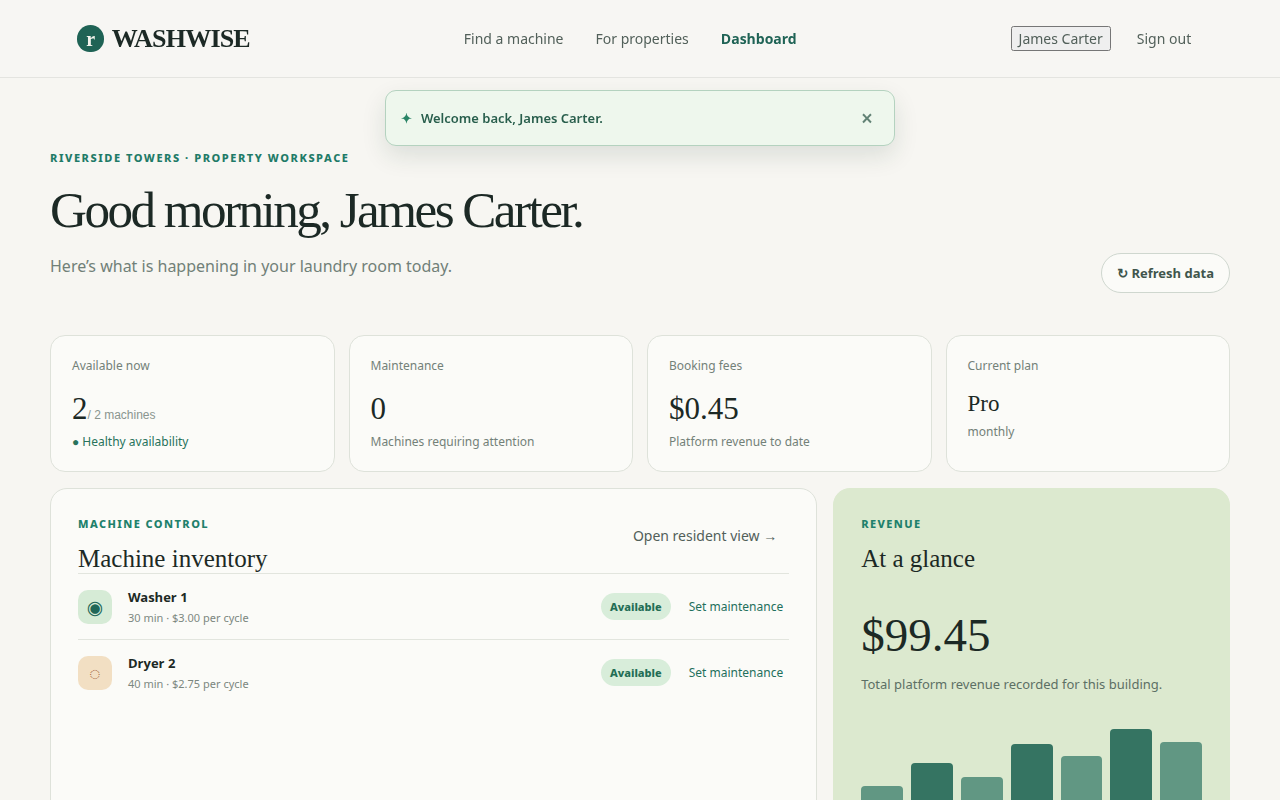 r WASHWISE
Find a machine
For properties
Dashboard
James Carter
Sign out
✦ Welcome back, James Carter. ×
RIVERSIDE TOWERS · PROPERTY WORKSPACE
Good morning, James Carter.
Here’s what is happening in your laundry room today.
↻ Refresh data
Available now
2/ 2 machines
● Healthy availability
Maintenance
0
Machines requiring attention
Booking fees
$0.45
Platform revenue to date
Current plan
Pro
monthly
MACHINE CONTROL
Machine inventory
Open resident view →
Washer 1
30 min · $3.00 per cycle
Available
Set maintenance
Dryer 2
40 min · $2.75 per cycle
Available
Set maintenance
REVENUE
At a glance
$99.45
Total platform revenue recorded for this building.